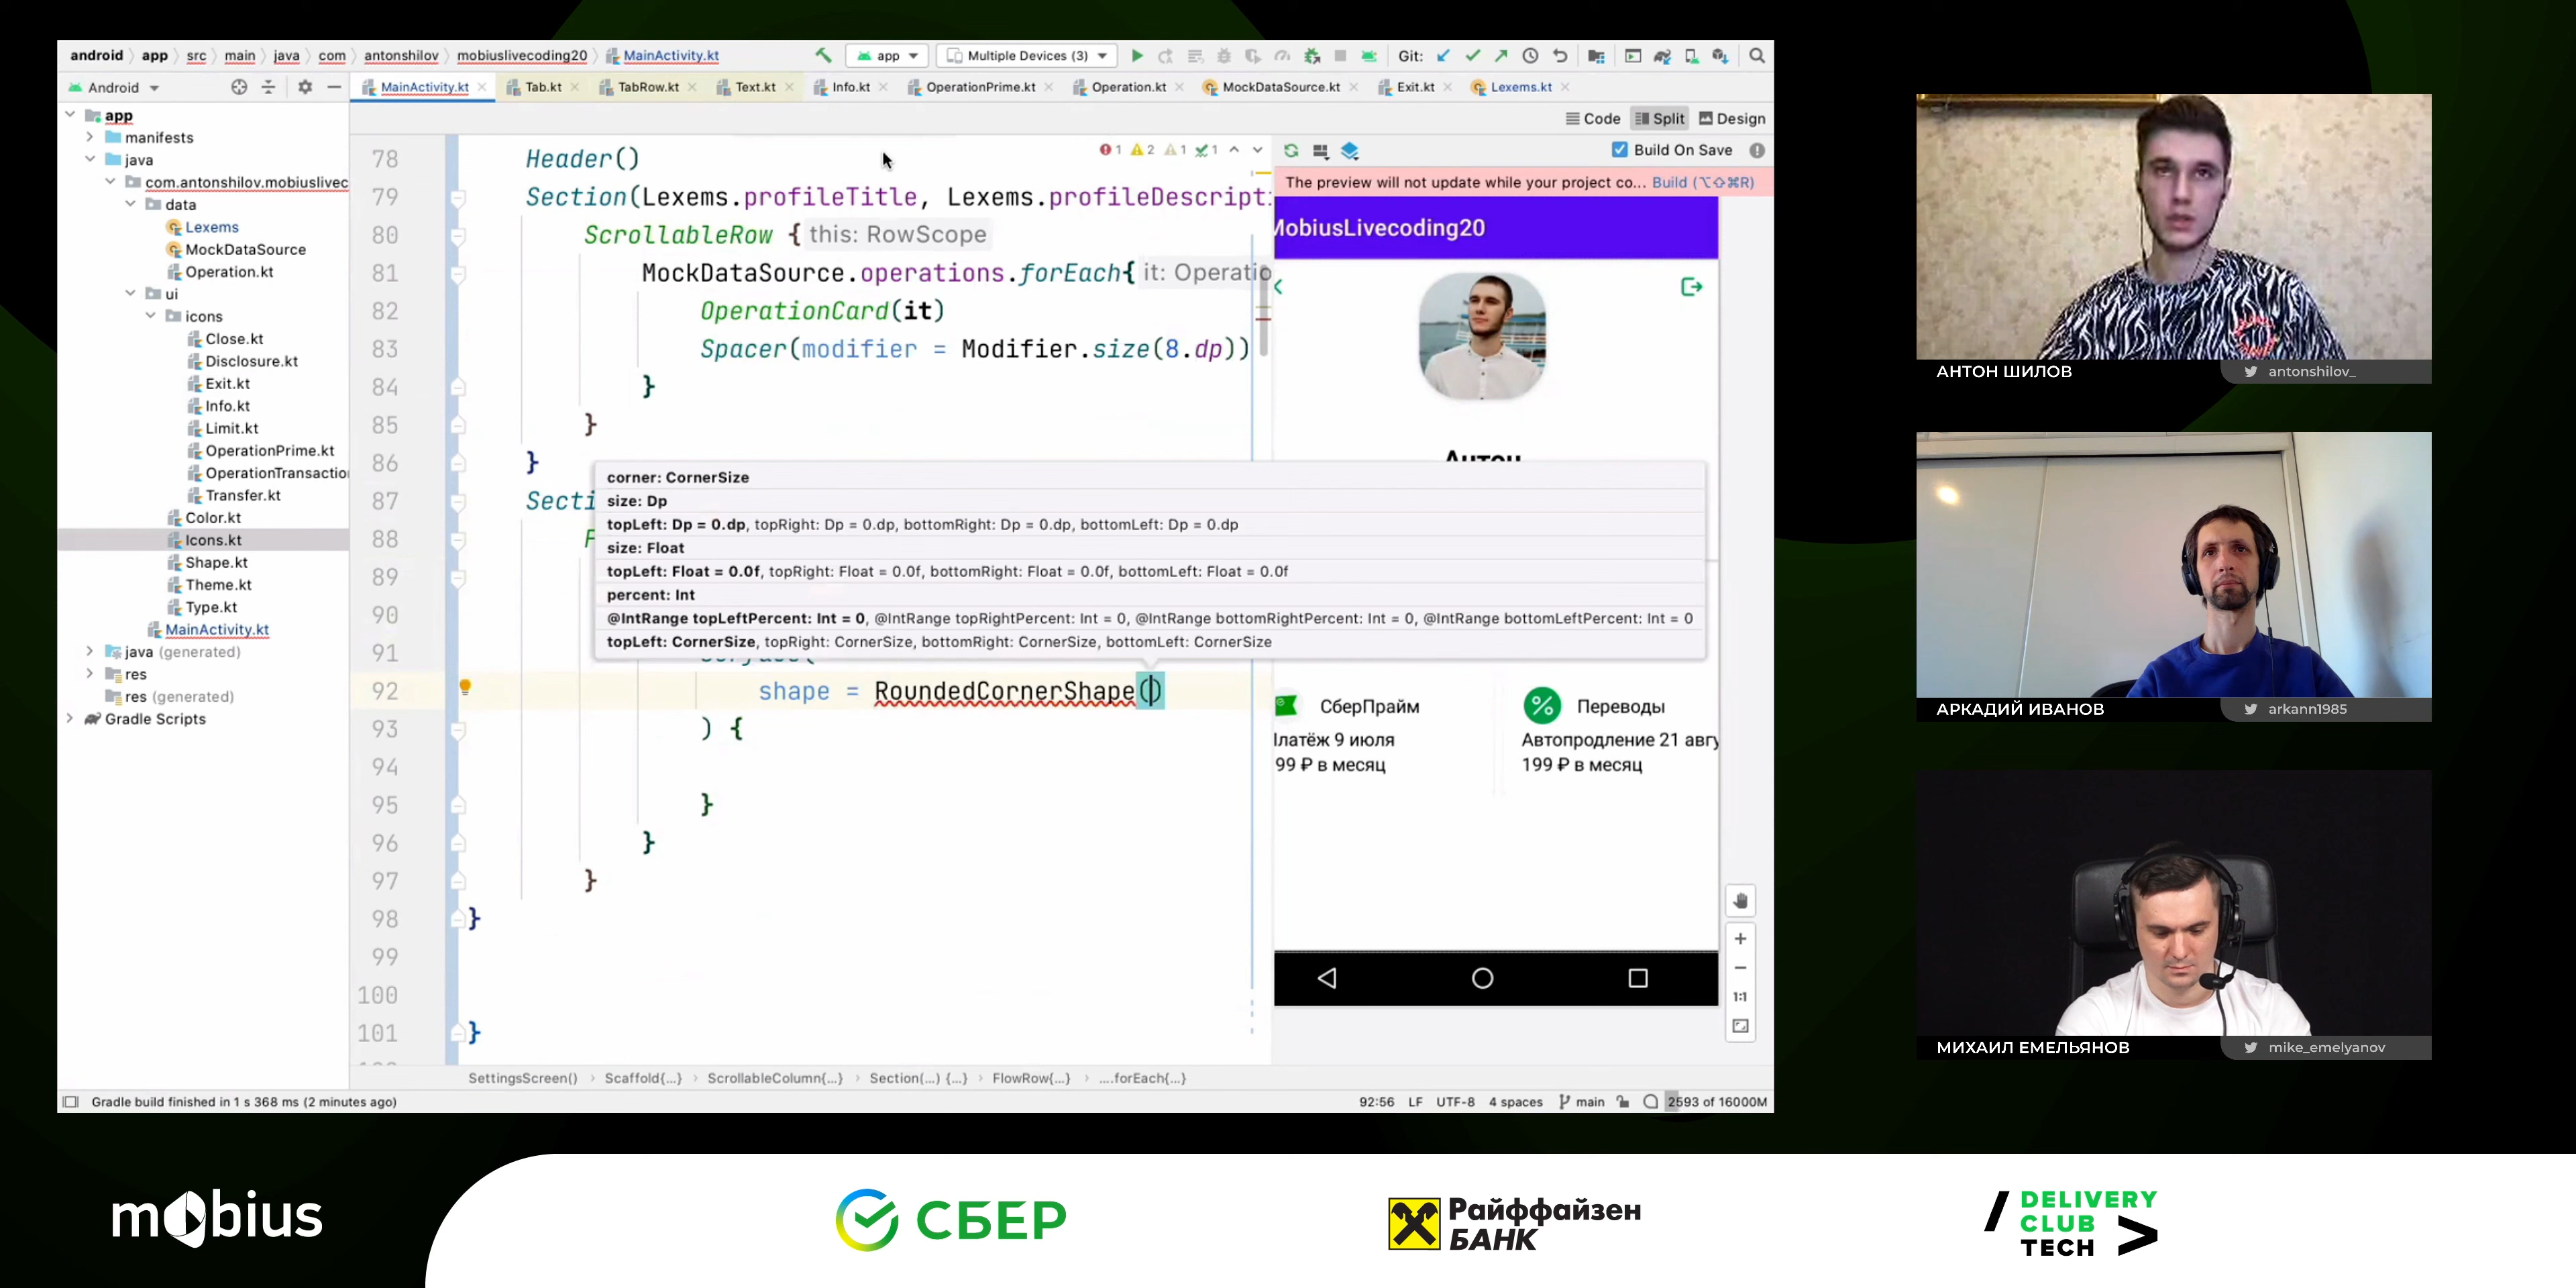 android app src main java com antonshilov mobiuslivecoding20 MainActivity.kt
app Multiple Devices (3) Git:
Android
MainActivity.kt Tab.kt TabRow.kt Text.kt Info.kt OperationPrime.kt Operation.kt MockDataSource.kt Exit.kt Lexems.kt
Code Split Design
app
manifests
java
com.antonshilov.mobiuslivec
data
Lexems
MockDataSource
Operation.kt
ui
icons
Close.kt
Disclosure.kt
Exit.kt
Info.kt
Limit.kt
OperationPrime.kt
OperationTransactio
Transfer.kt
Color.kt
Icons.kt
Shape.kt
Theme.kt
Type.kt
MainActivity.kt
java (generated)
res
res (generated)
Gradle Scripts
1 2 1 1
78 Header()
79 Section(Lexems.profileTitle, Lexems.profileDescript
80 ScrollableRow { this: RowScope
81 MockDataSource.operations.forEach{ it: Operatio
82 OperationCard(it)
83 Spacer(modifier = Modifier.size(8.dp))
84 }
85 }
86 }
87 Secti
88 F
89
90
91
92 shape = RoundedCornerShape()
93 ) {
94
95 }
96 }
97 }
98 }
99
100
101 }
corner: CornerSize
size: Dp
topLeft: Dp = 0.dp, topRight: Dp = 0.dp, bottomRight: Dp = 0.dp, bottomLeft: Dp = 0.dp
size: Float
topLeft: Float = 0.0f, topRight: Float = 0.0f, bottomRight: Float = 0.0f, bottomLeft: Float = 0.0f
percent: Int
@IntRange topLeftPercent: Int = 0, @IntRange topRightPercent: Int = 0, @IntRange bottomRightPercent: Int = 0, @IntRange bottomLeftPercent: Int = 0
topLeft: CornerSize, topRight: CornerSize, bottomRight: CornerSize, bottomLeft: CornerSize
Build On Save
The preview will not update while your project co... Build (⌥⇧⌘R)
MobiusLivecoding20
Антон
СберПрайм Переводы
латёж 9 июля Автопродление 21 авгу
99 ₽ в месяц 199 ₽ в месяц
1:1
SettingsScreen() Scaffold{...} ScrollableColumn{...} Section(...) {...} FlowRow{...} ....forEach{...}
Gradle build finished in 1 s 368 ms (2 minutes ago)
92:56 LF UTF-8 4 spaces main 2593 of 16000M
АНТОН ШИЛОВ antonshilov_
АРКАДИЙ ИВАНОВ arkann1985
МИХАИЛ ЕМЕЛЬЯНОВ mike_emelyanov
mobius
СБЕР
Райффайзен
БАНК
DELIVERY
CLUB
TECH